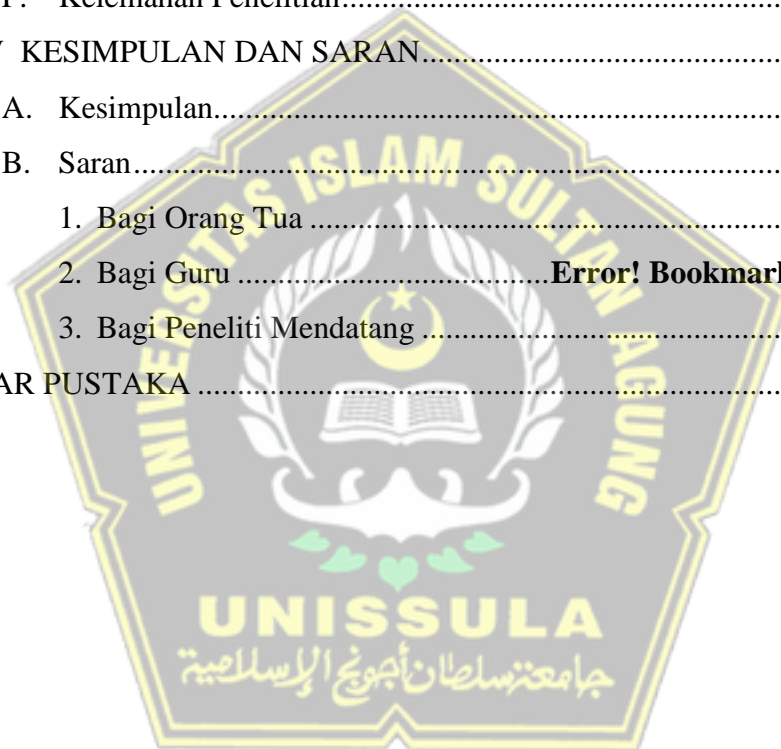 Kelemahan Penelitian
KESIMPULAN DAN SARAN
A. Kesimpulan
B. Saran
1. Bagi Orang Tua
2. Bagi Guru Error! Bookmark
3. Bagi Peneliti Mendatang
AR PUSTAKA
UNIVERSITAS ISLAM SULTAN AGUNG
UNISSULA
جامعة سلطان أجونج الإسلامية